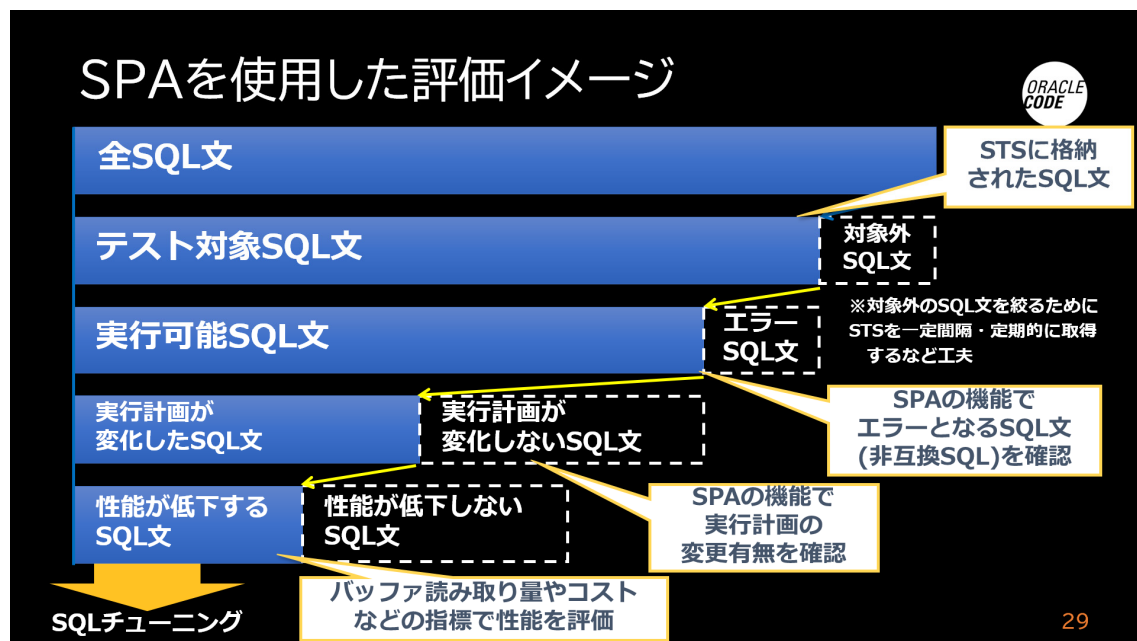 SPAを使用した評価イメージ
ORACLE
CODE
全SQL文
STSに格納
されたSQL文
テスト対象SQL文
対象外
SQL文
実行可能SQL文
エラー
SQL文
※対象外のSQL文を絞るために
STSを一定間隔・定期的に取得
するなど工夫
実行計画が
変化したSQL文
実行計画が
変化しないSQL文
SPAの機能で
エラーとなるSQL文
(非互換SQL)を確認
性能が低下する
SQL文
性能が低下しない
SQL文
SPAの機能で
実行計画の
変更有無を確認
バッファ読み取り量やコスト
などの指標で性能を評価
SQLチューニング
29